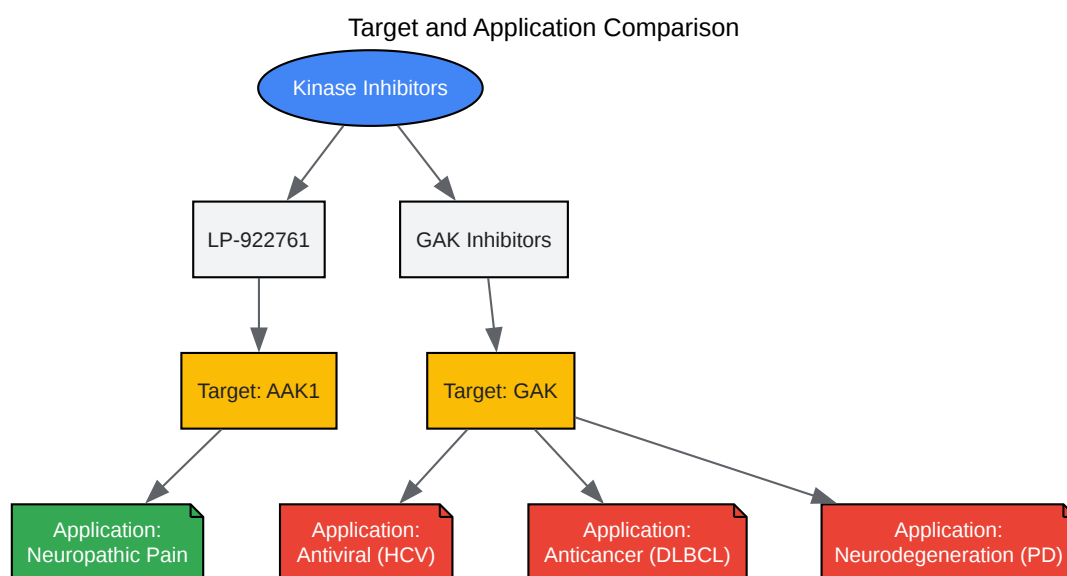 Target and Application Comparison
Kinase Inhibitors
LP-922761
GAK Inhibitors
Target: AAK1
Target: GAK
Application:
Neuropathic Pain
Application:
Antiviral (HCV)
Application:
Anticancer (DLBCL)
Application:
Neurodegeneration (PD)